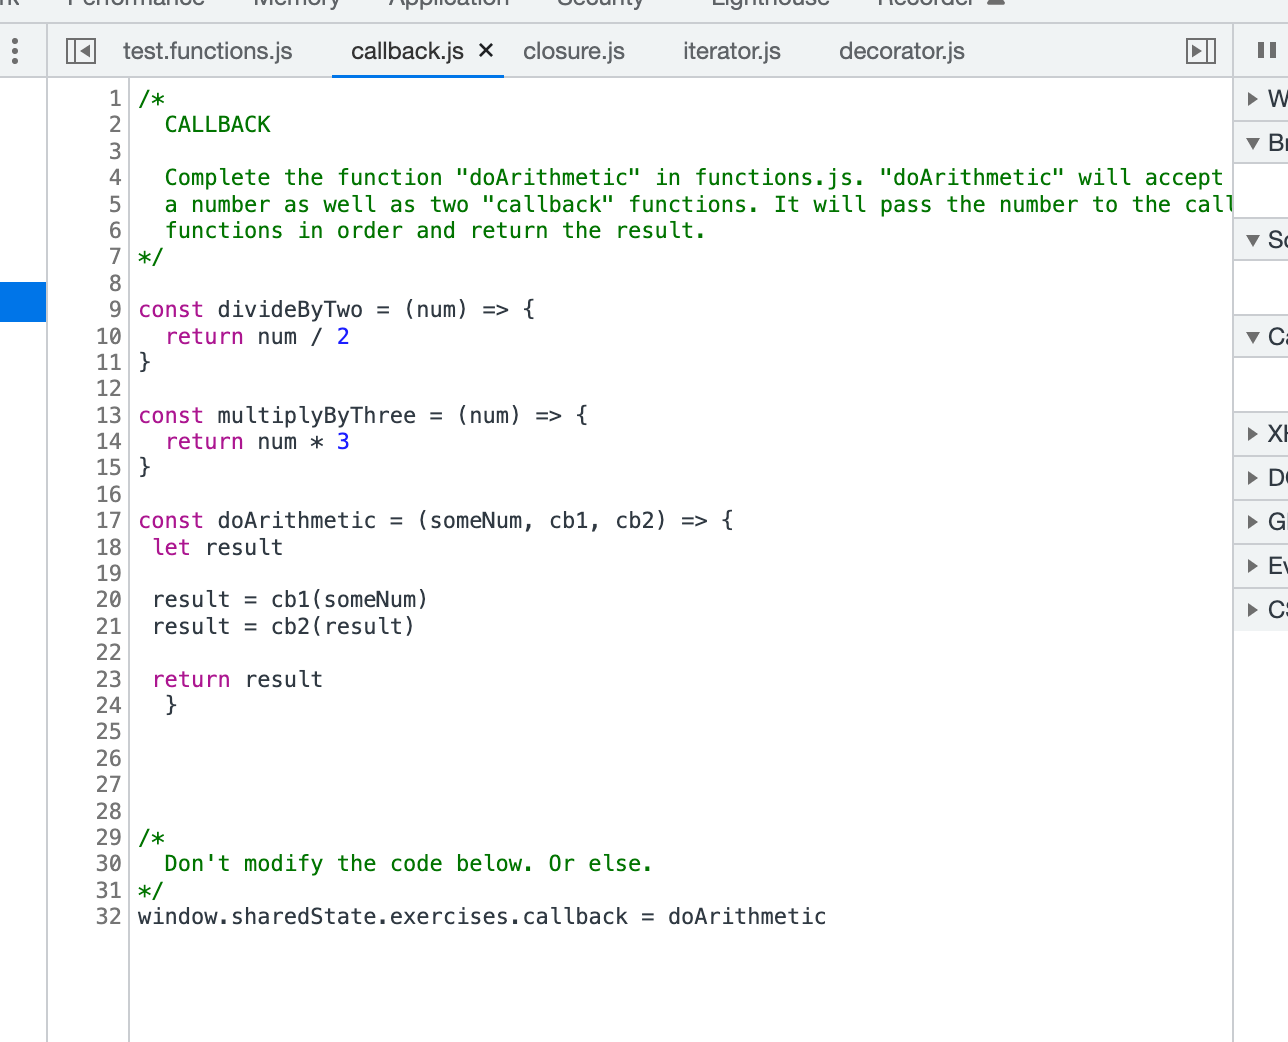 Performance Memory Application Security Lighthouse Recorder
test.functions.js callback.js × closure.js iterator.js decorator.js
1 /*
2 CALLBACK
3
4 Complete the function "doArithmetic" in functions.js. "doArithmetic" will accept
5 a number as well as two "callback" functions. It will pass the number to the call
6 functions in order and return the result.
7 */
8
9 const divideByTwo = (num) => {
10 return num / 2
11 }
12
13 const multiplyByThree = (num) => {
14 return num * 3
15 }
16
17 const doArithmetic = (someNum, cb1, cb2) => {
18 let result
19
20 result = cb1(someNum)
21 result = cb2(result)
22
23 return result
24 }
25
26
27
28
29 /*
30 Don't modify the code below. Or else.
31 */
32 window.sharedState.exercises.callback = doArithmetic